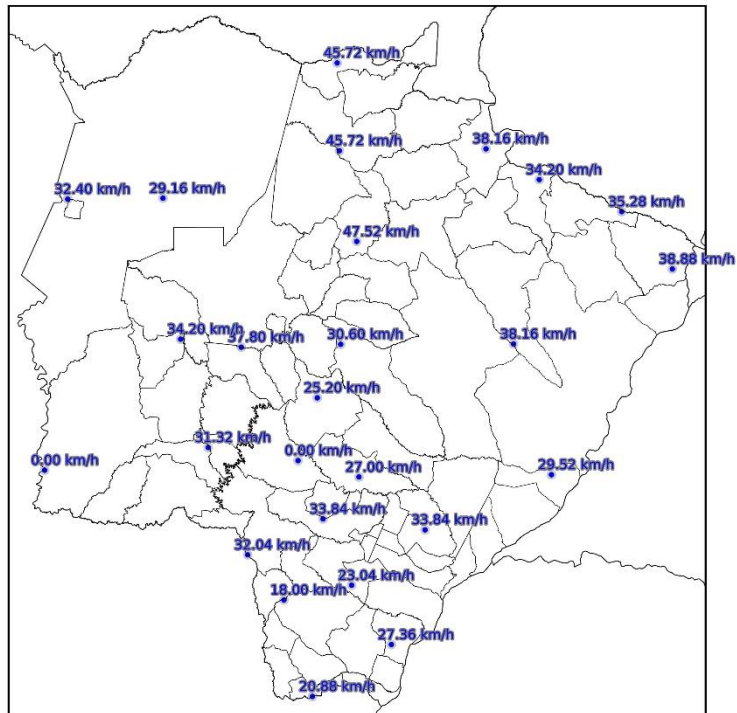 45.72 km/h
45.72 km/h
38.16 km/h
34.20 km/h
32.40 km/h
29.16 km/h
35.28 km/h
47.52 km/h
38.88 km/h
34.20 km/h
37.80 km/h
30.60 km/h
38.16 km/h
25.20 km/h
31.32 km/h
0.00 km/h
0.00 km/h
27.00 km/h
29.52 km/h
33.84 km/h
33.84 km/h
32.04 km/h
23.04 km/h
18.00 km/h
27.36 km/h
20.88 km/h